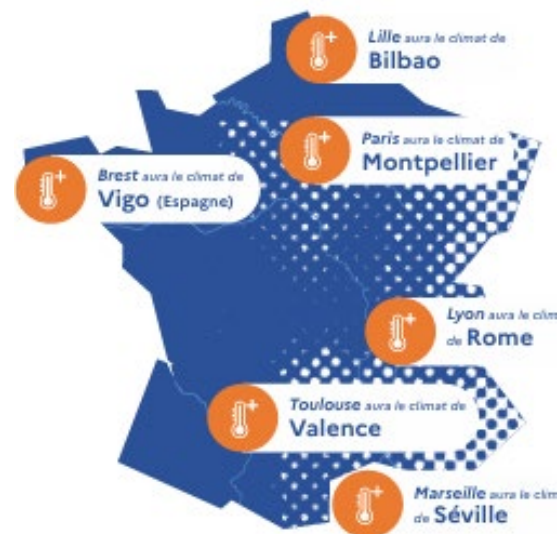 Lille aura le climat de
Bilbao
Paris aura le climat de
Montpellier
Brest aura le climat de
Vigo (Espagne)
Lyon aura le clim
de Rome
Toulouse aura le climat de
Valence
Marseille aura le clim
de Séville